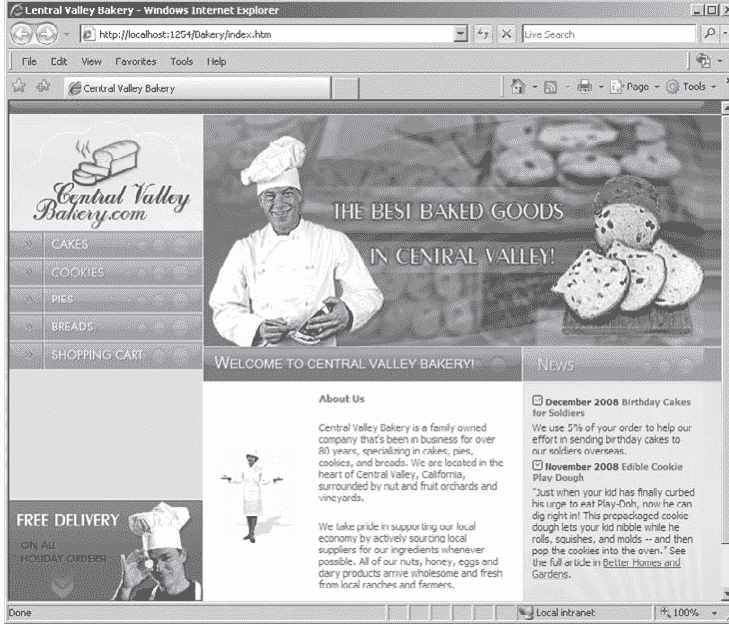 Central Valley Bakery - Windows Internet Explorer
http://localhost:1254/Bakery/index.htm
Live Search
File Edit View Favorites Tools Help
Central Valley Bakery
Page Tools
Central Valley
Bakery.com
CAKES
COOKIES
PIES
BREADS
SHOPPING CART
FREE DELIVERY
ON ALL
HOLIDAY ORDERS!
THE BEST BAKED GOODS
IN CENTRAL VALLEY!
WELCOME TO CENTRAL VALLEY BAKERY!
About Us
Central Valley Bakery is a family owned
company that's been in business for over
80 years, specializing in cakes, pies,
cookies, and breads. We are located in the
heart of Central Valley, California,
surrounded by nut and fruit orchards and
vineyards.
We take pride in supporting our local
economy by actively sourcing local
suppliers for our ingredients whenever
possible. All of our nuts, honey, eggs and
dairy products arrive wholesome and fresh
from local ranches and farmers.
NEWS
December 2008 Birthday Cakes
for Soldiers
We use 5% of your order to help our
effort in sending birthday cakes to
our soldiers overseas.
November 2008 Edible Cookie
Play Dough
"Just when your kid has finally curbed
his urge to eat Play-Doh, now he can
dig right in! This prepackaged cookie
dough lets your kid nibble while he
rolls, squishes, and molds -- and then
pop the cookies into the oven." See
the full article in Better Homes and
Gardens.
Done
Local intranet
100%